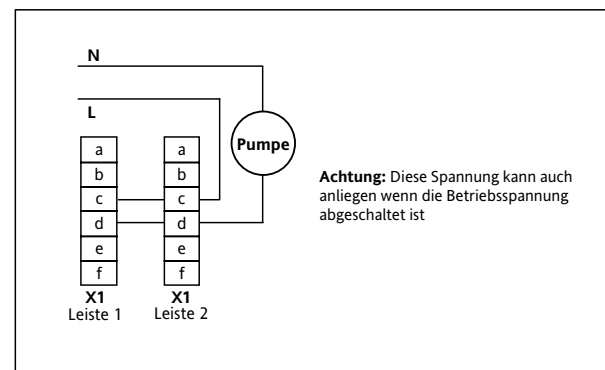 N
L
Pumpe
a
b
c
d
e
f
X1
Leiste 1
a
b
c
d
e
f
X1
Leiste 2
Achtung: Diese Spannung kann auch
anliegen wenn die Betriebsspannung
abgeschaltet ist